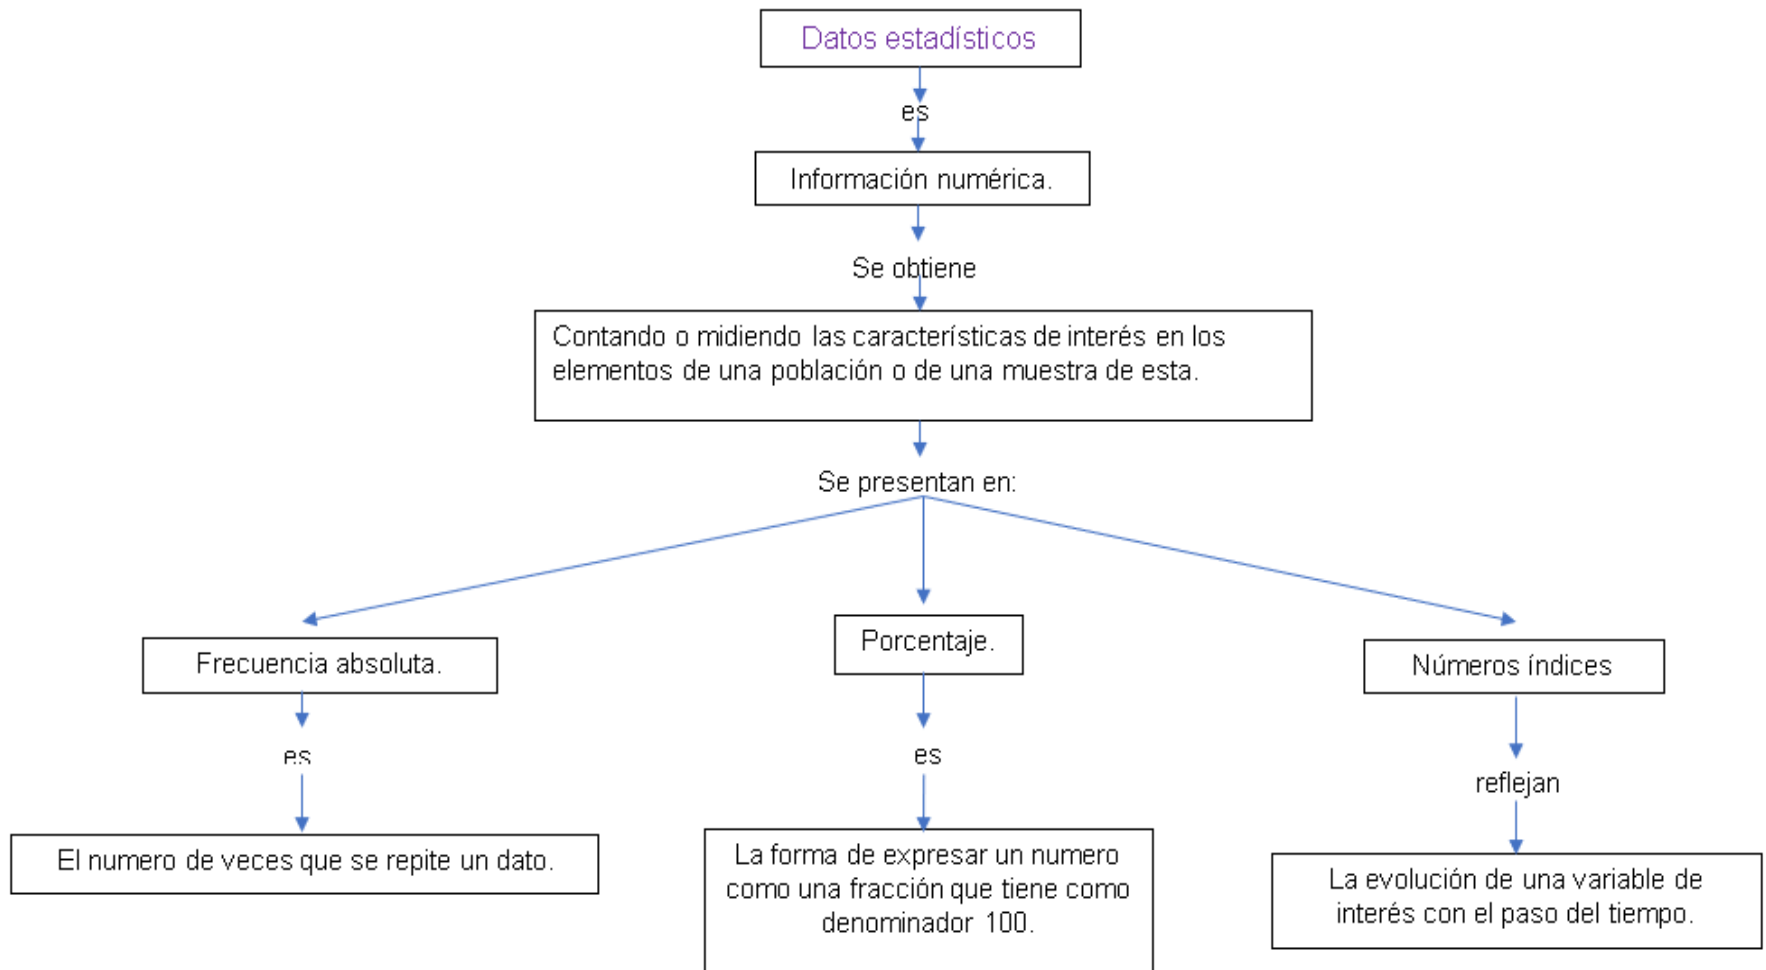 Datos estadísticos
es
Información numérica.
Se obtiene
Contando o midiendo las características de interés en los
elementos de una población o de una muestra de esta.
Se presentan en:
Frecuencia absoluta.
es
El numero de veces que se repite un dato.
Porcentaje.
es
La forma de expresar un numero
como una fracción que tiene como
denominador 100.
Números índices
reflejan
La evolución de una variable de
interés con el paso del tiempo.